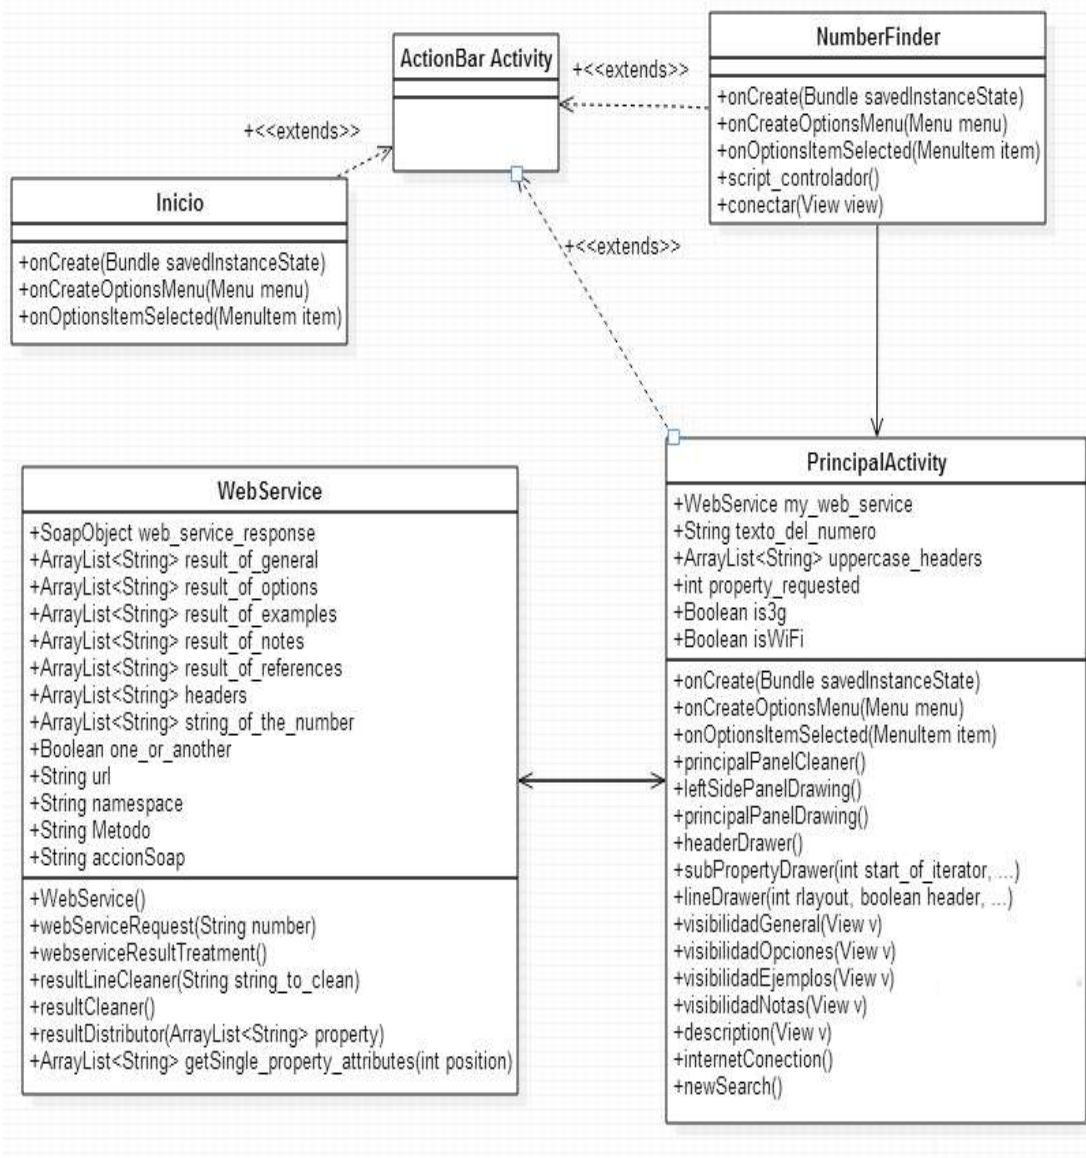 ActionBar Activity
+<<extends>>
NumberFinder
+onCreate(Bundle savedInstanceState)
+onCreateOptionsMenu(Menu menu)
+onOptionsItemSelected(MenuItem item)
+script_controlador()
+conectar(View view)
+<<extends>>
Inicio
+onCreate(Bundle savedInstanceState)
+onCreateOptionsMenu(Menu menu)
+onOptionsItemSelected(MenuItem item)
+<<extends>>
WebService
+SoapObject web_service_response
+ArrayList<String> result_of_general
+ArrayList<String> result_of_options
+ArrayList<String> result_of_examples
+ArrayList<String> result_of_notes
+ArrayList<String> result_of_references
+ArrayList<String> headers
+ArrayList<String> string_of_the_number
+Boolean one_or_another
+String url
+String namespace
+String Metodo
+String accionSoap
+WebService()
+webServiceRequest(String number)
+webserviceResultTreatment()
+resultLineCleaner(String string_to_clean)
+resultCleaner()
+resultDistributor(ArrayList<String> property)
+ArrayList<String> getSingle_property_attributes(int position)
PrincipalActivity
+WebService my_web_service
+String texto_del_numero
+ArrayList<String> uppercase_headers
+int property_requested
+Boolean is3g
+Boolean isWiFi
+onCreate(Bundle savedInstanceState)
+onCreateOptionsMenu(Menu menu)
+onOptionsItemSelected(MenuItem item)
+principalPanelCleaner()
+leftSidePanelDrawing()
+principalPanelDrawing()
+headerDrawer()
+subPropertyDrawer(int start_of_iterator, ...)
+lineDrawer(int rlayout, boolean header, ...)
+visibilidadGeneral(View v)
+visibilidadOpciones(View v)
+visibilidadEjemplos(View v)
+visibilidadNotas(View v)
+description(View v)
+internetConection()
+newSearch()